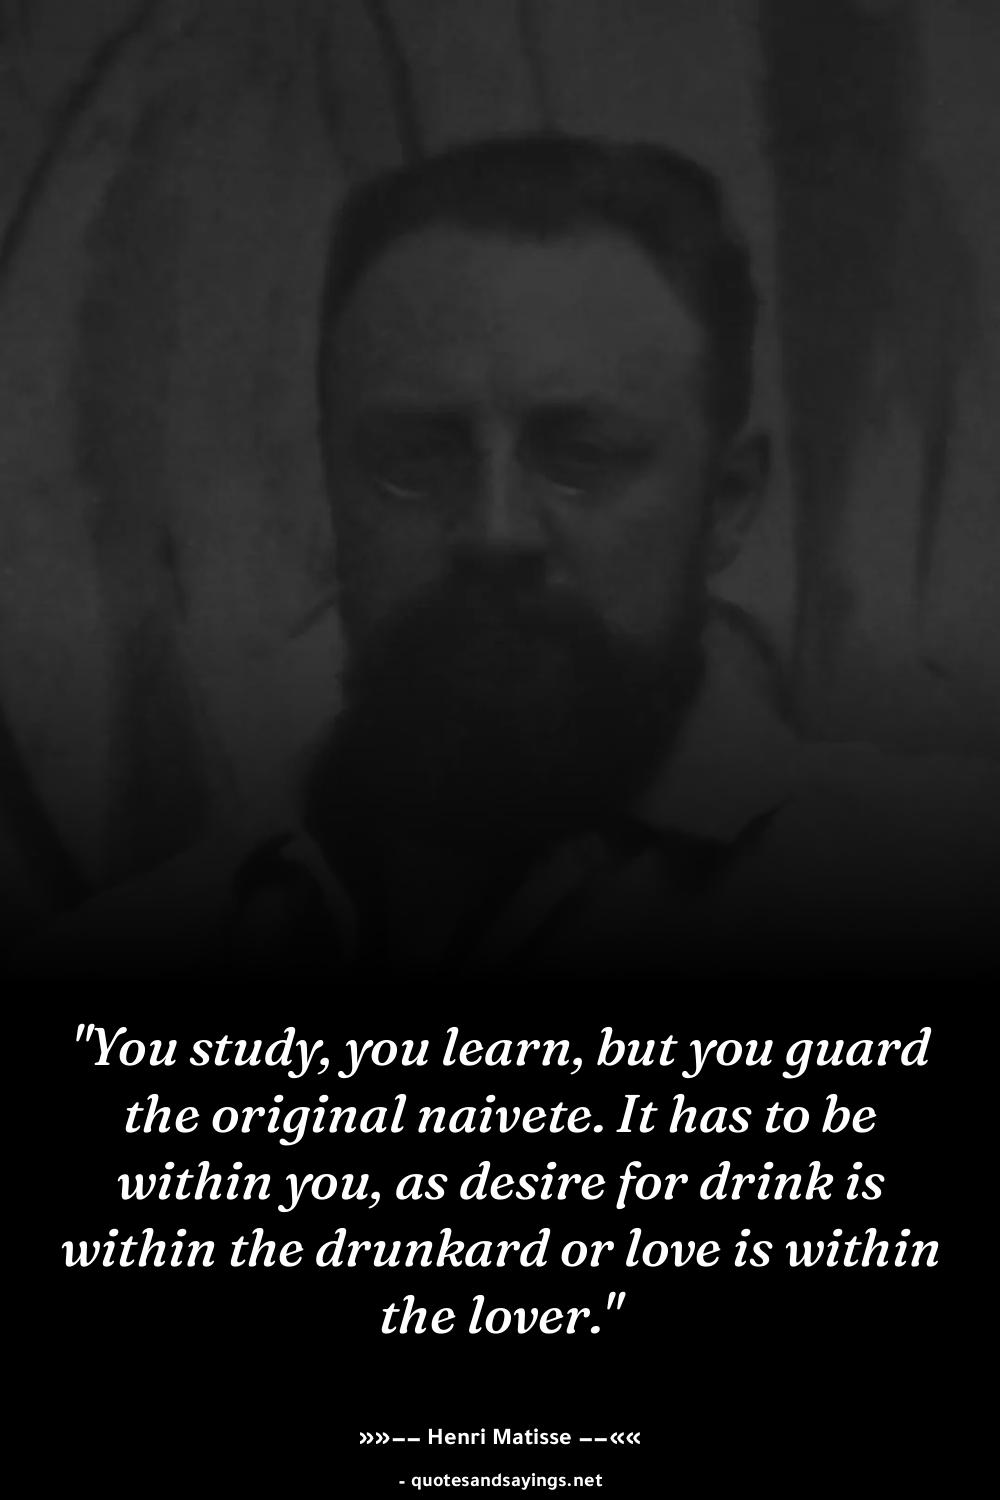 "You study, you learn, but you guard
the original naivete. It has to be
within you, as desire for drink is
within the drunkard or love is within
the lover."
»»−− Henri Matisse −−««
- quotesandsayings.net